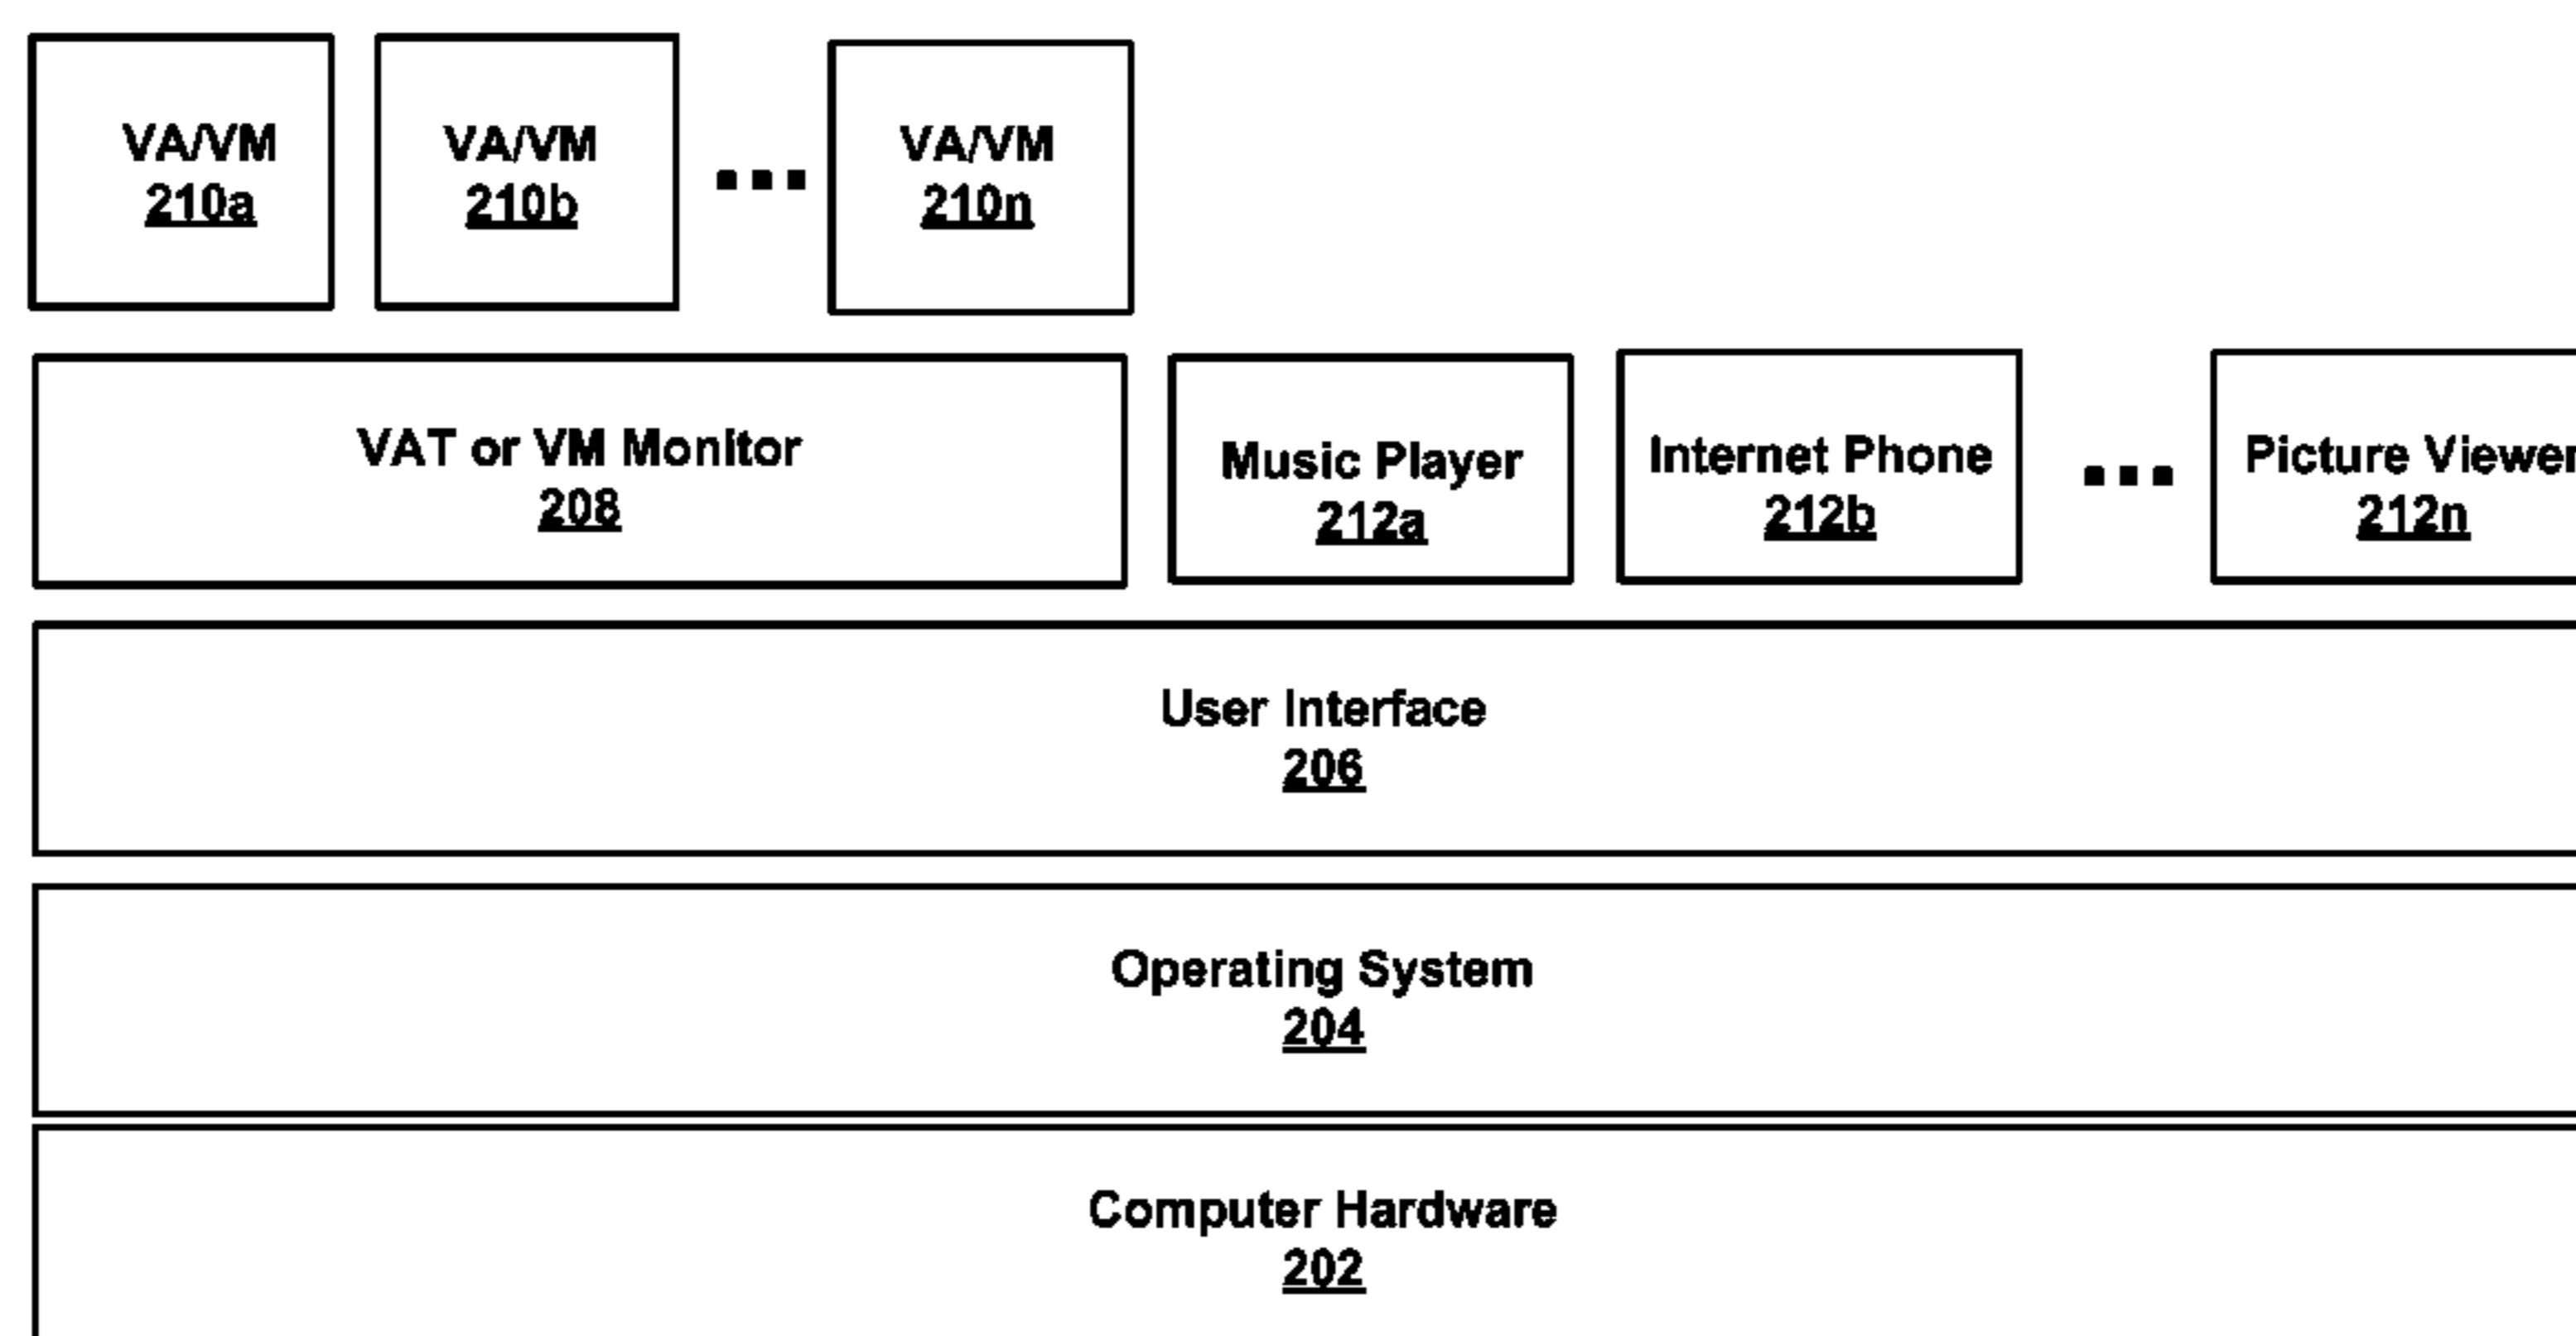 VA/VM
210a
VA/VM
210b
...
VA/VM
210n
VAT or VM Monitor
208
Music Player
212a
Internet Phone
212b
...
Picture Viewer
212n
User Interface
206
Operating System
204
Computer Hardware
202